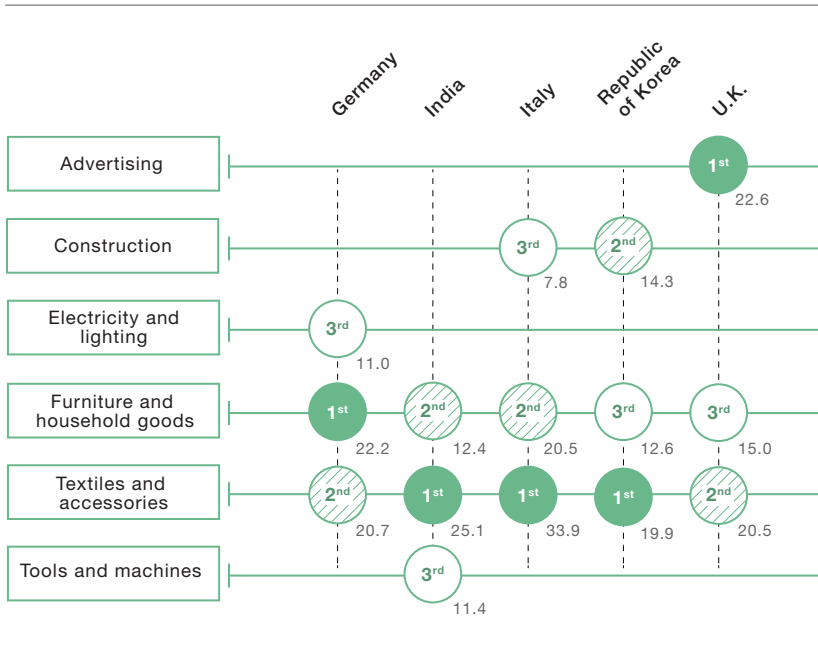 Germany
India
Italy
Republic
of Korea
U.K.
Advertising
1st
22.6
Construction
3rd
2nd
7.8
14.3
Electricity and
lighting
3rd
11.0
Furniture and
household goods
1st
2nd
2nd
3rd
3rd
22.2
12.4
20.5
12.6
15.0
Textiles and
accessories
2nd
1st
1st
1st
2nd
20.7
25.1
33.9
19.9
20.5
Tools and machines
3rd
11.4